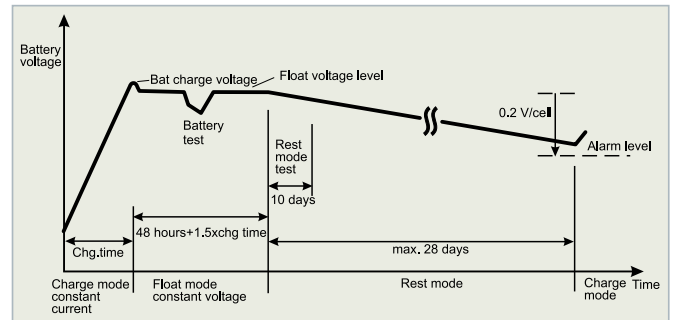 Battery
voltage
Bat charge voltage
Float voltage level
0.2 V/cell
Battery
test
Rest
mode
test
Alarm level
10 days
48 hours+1.5xchg time
Chg.time
max. 28 days
Charge mode
constant
current
Float mode
constant voltage
Rest mode
Charge
mode
Time